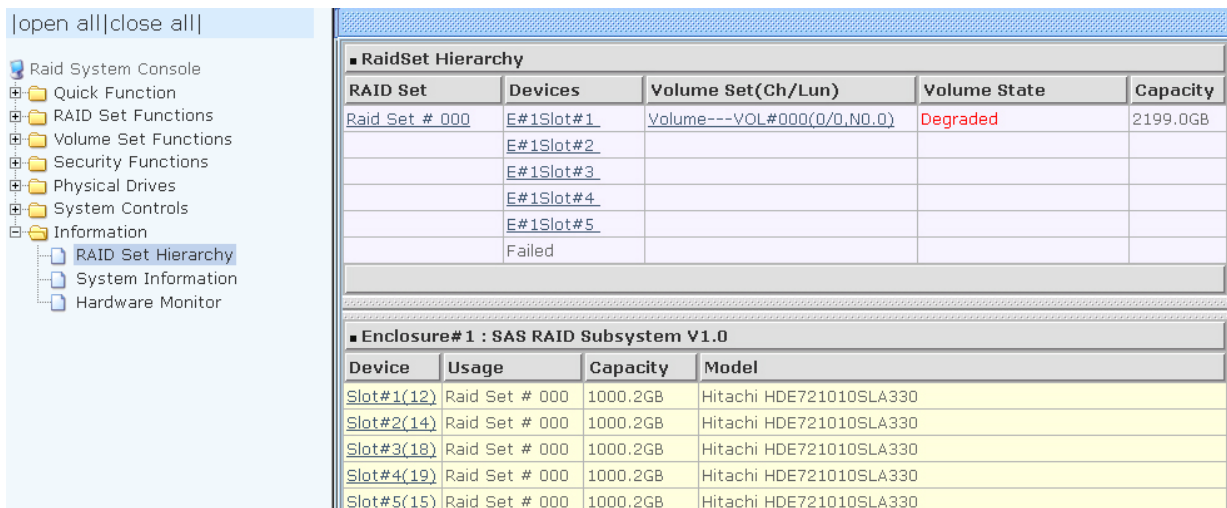 |open all|close all|
Raid System Console
Quick Function
RAID Set Functions
Volume Set Functions
Security Functions
Physical Drives
System Controls
Information
RAID Set Hierarchy
System Information
Hardware Monitor
RaidSet Hierarchy
RAID Set Devices Volume Set(Ch/Lun) Volume State Capacity
Raid Set # 000 E#1Slot#1 Volume---VOL#000(0/0,N0.0) Degraded 2199.0GB
E#1Slot#2
E#1Slot#3
E#1Slot#4
E#1Slot#5
Failed
Enclosure#1 : SAS RAID Subsystem V1.0
Device Usage Capacity Model
Slot#1(12) Raid Set # 000 1000.2GB Hitachi HDE721010SLA330
Slot#2(14) Raid Set # 000 1000.2GB Hitachi HDE721010SLA330
Slot#3(18) Raid Set # 000 1000.2GB Hitachi HDE721010SLA330
Slot#4(19) Raid Set # 000 1000.2GB Hitachi HDE721010SLA330
Slot#5(15) Raid Set # 000 1000.2GB Hitachi HDE721010SLA330